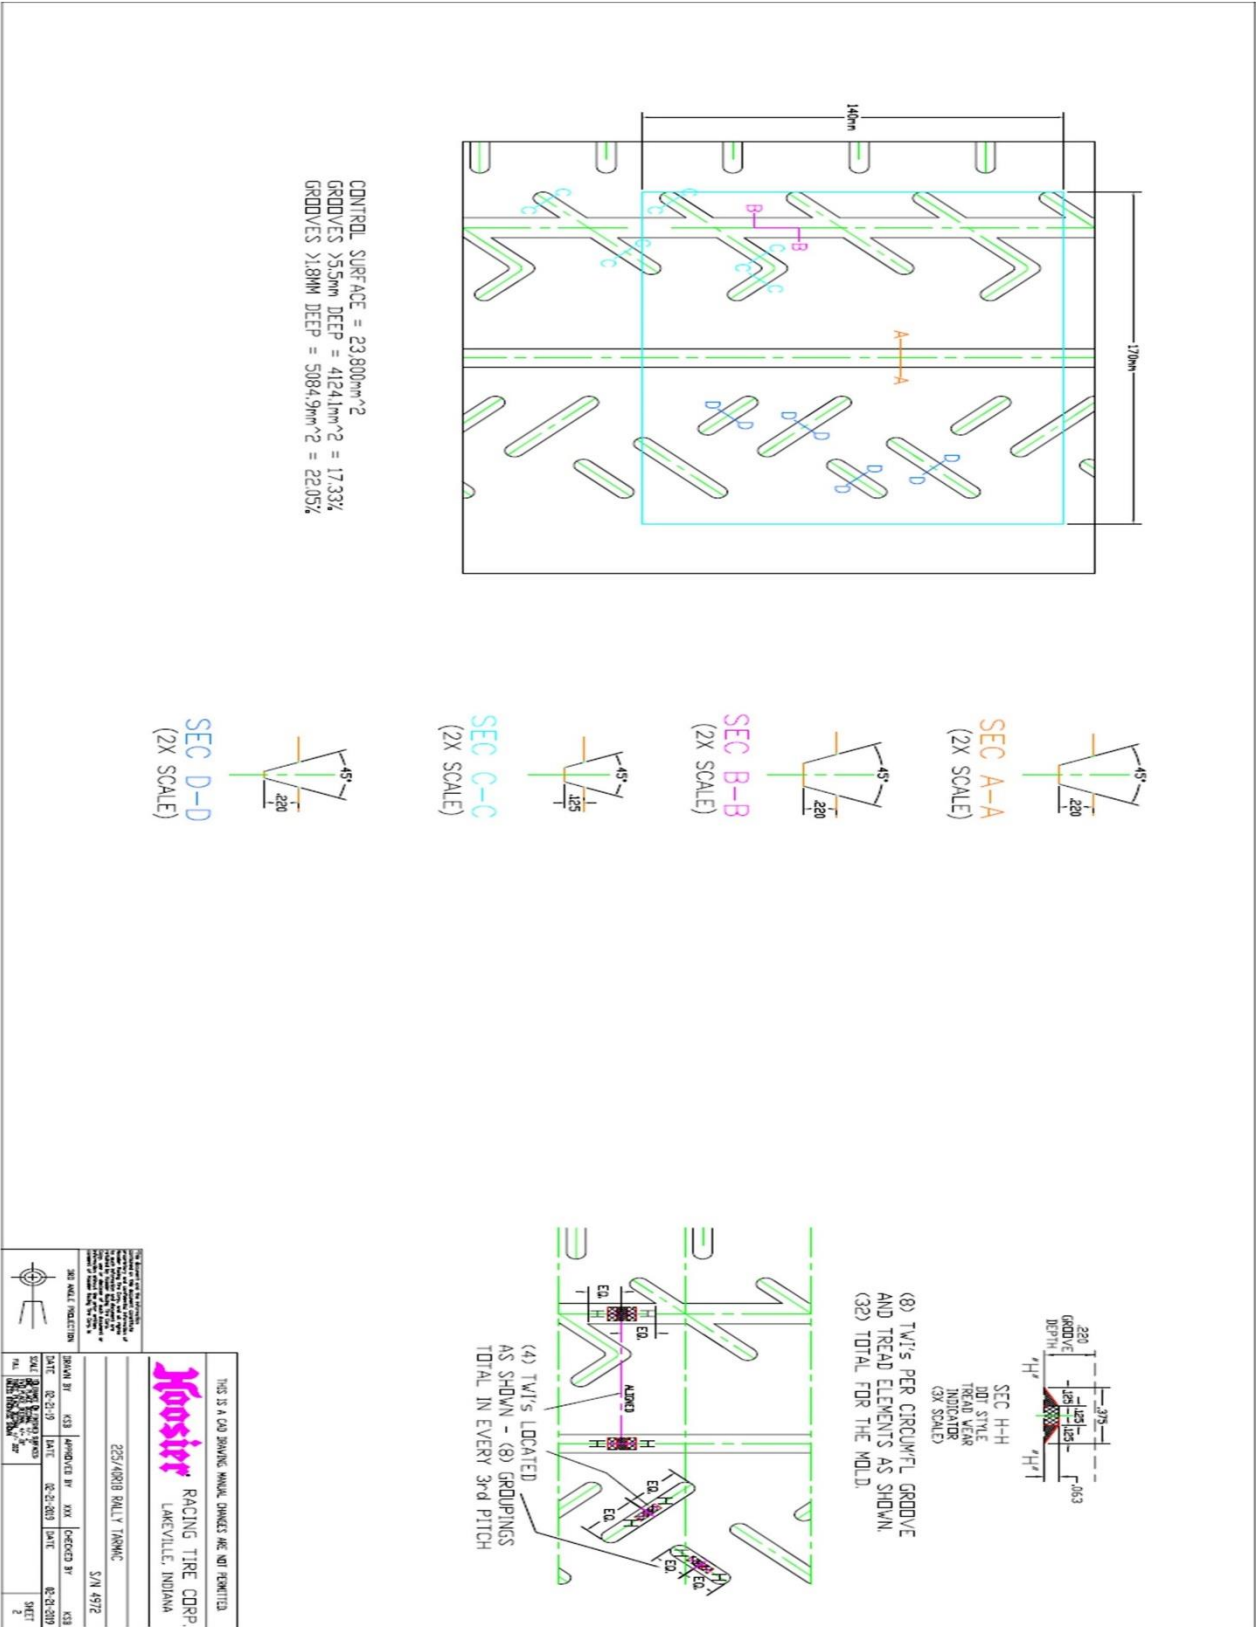 140mm
170mm
B
B
A
A
C
C
C
C
C
C
C
C
C
D
D
D
D
D
D
D
D
CONTROL SURFACE = 23,800mm^2
GROOVES >5.5mm DEEP = 4124.1mm^2 = 17.33%
GROOVES >1.8MM DEEP = 5084.9mm^2 = 22.05%
45°
.220
SEC A-A
(2X SCALE)
45°
.220
SEC B-B
(2X SCALE)
45°
.125
SEC C-C
(2X SCALE)
45°
.220
SEC D-D
(2X SCALE)
.375
.125
.125
.125
.063
.220
GROOVE
DEPTH
"H"
"H"
SEC H-H
DOT STYLE
TREAD WEAR
INDICATOR
(3X SCALE)
(8) TWI's PER CIRCUMF'L GROOVE
AND TREAD ELEMENTS AS SHOWN.
(32) TOTAL FOR THE MOLD.
EQ.
EQ.
H
H
ALIGNED
H
H
EQ.
EQ.
H
H
EQ.
EQ.
H
H
(4) TWI's LOCATED
AS SHOWN - (8) GROUPINGS
TOTAL IN EVERY 3rd PITCH
THIS IS A CAD DRAWING MANUAL CHANGES ARE NOT PERMITTED.
Hoosier RACING TIRE CORP.
LAKEVILLE, INDIANA
225/40R18 RALLY TARMAC
S/N 4972
3RD ANGLE PROJECTION
DRAWN BY KSB APPROVED BY XXX CHECKED BY KSB
DATE 02-21-19 DATE 02-21-2019 DATE 02-21-2019
SCALE
FULL
SHEET
2